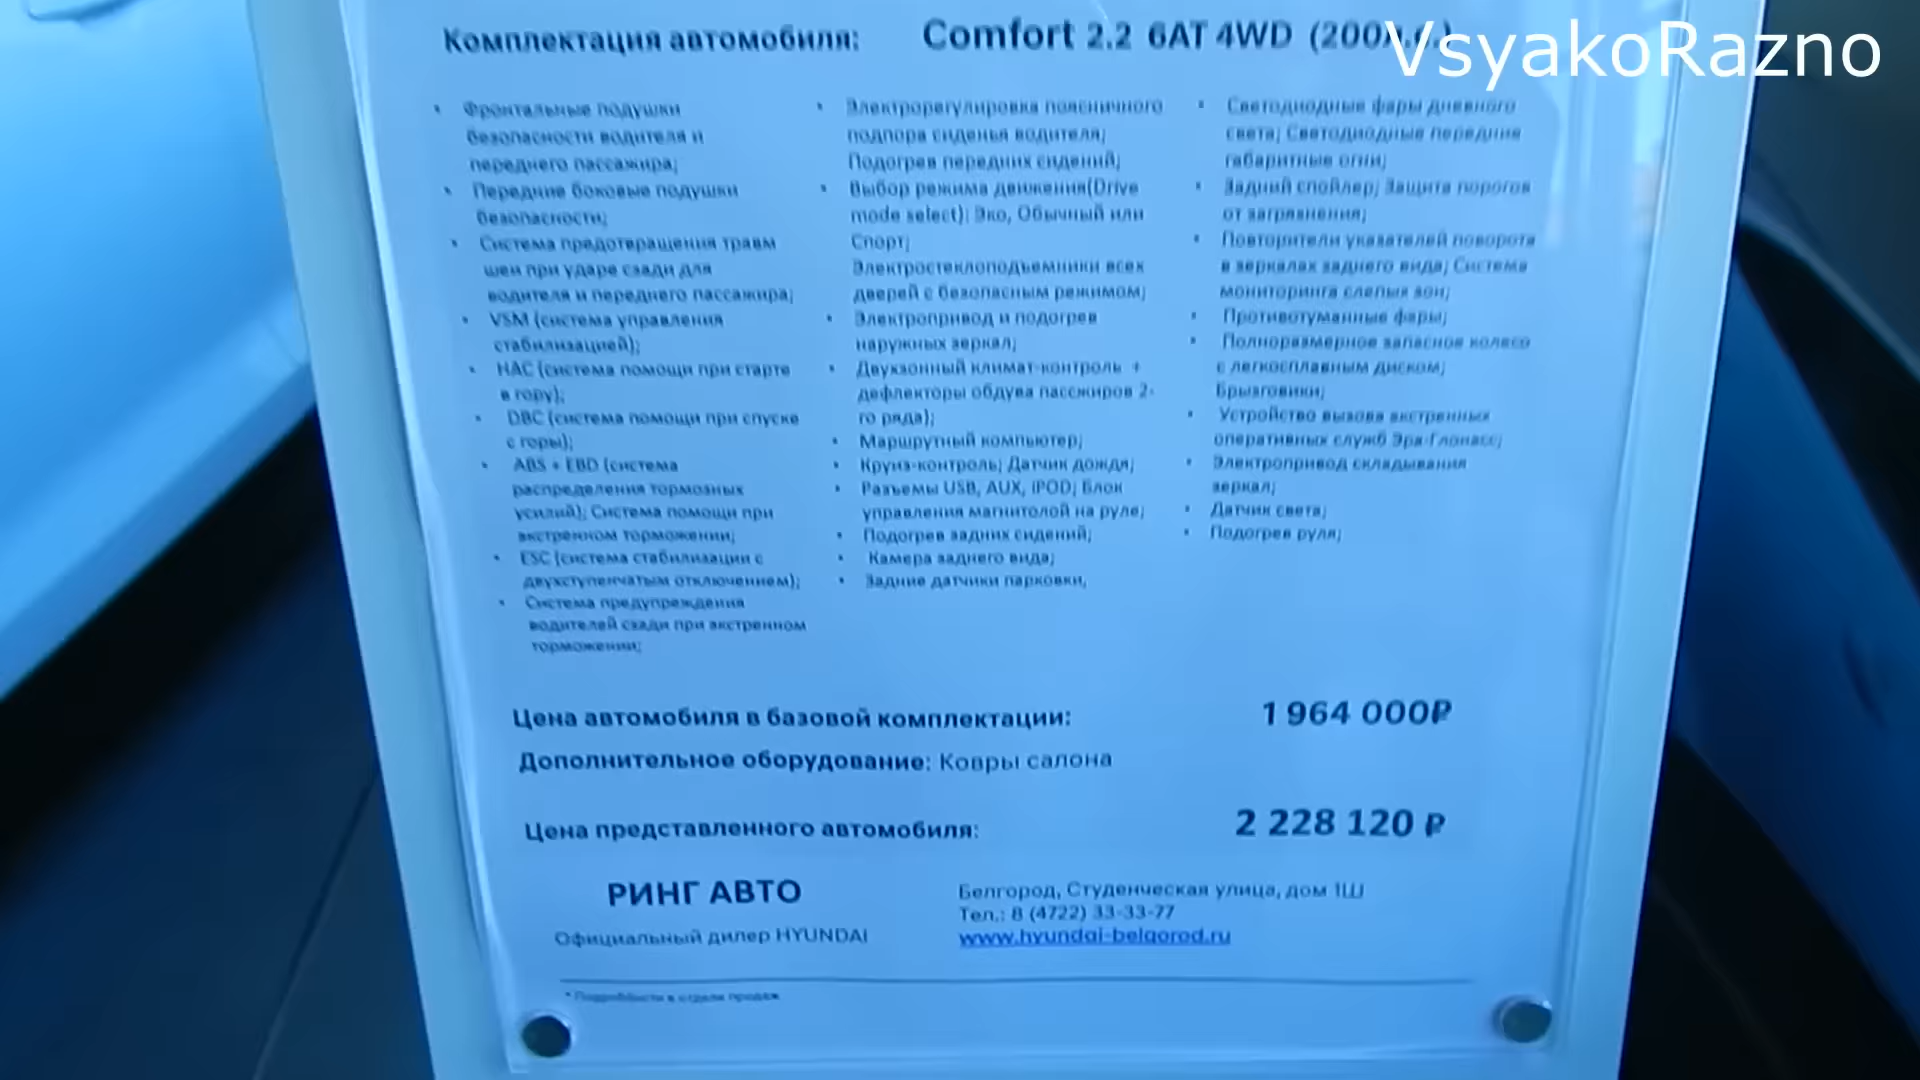 VsyakoRazno
Комплектация автомобиля: Comfort 2.2 6AT 4WD (200л.с.)
• Фронтальные подушки
безопасности водителя и
переднего пассажира;
• Передние боковые подушки
безопасности;
• Система предотвращения травм
шеи при ударе сзади для
водителя и переднего пассажира;
• VSM (система управления
стабилизацией);
• HAC (система помощи при старте
в гору);
• DBC (система помощи при спуске
с горы);
• ABS + EBD (система
распределения тормозных
усилий); Система помощи при
экстренном торможении;
• ESC (система стабилизации с
двухступенчатым отключением);
• Система предупреждения
водителей сзади при экстренном
торможении;
• Электрорегулировка поясничного
подпора сиденья водителя;
Подогрев передних сидений;
• Выбор режима движения(Drive
mode select): Эко, Обычный или
Спорт;
Электростеклоподъемники всех
дверей с безопасным режимом;
• Электропривод и подогрев
наружных зеркал;
• Двухзонный климат-контроль +
дефлекторы обдува пассжиров 2-
го ряда);
• Маршрутный компьютер;
• Круиз-контроль; Датчик дождя;
• Разъемы USB, AUX, IPOD; Блок
управления магнитолой на руле;
• Подогрев задних сидений;
• Камера заднего вида;
• Задние датчики парковки,
• Светодиодные фары дневного
света; Светодиодные передние
габаритные огни;
• Задний спойлер; Защита порогов
от загрязнения;
• Повторители указателей поворота
в зеркалах заднего вида; Система
мониторинга слепых зон;
• Противотуманные фары;
• Полноразмерное запасное колесо
с легкосплавным диском;
Брызговики;
• Устройство вызова экстренных
оперативных служб Эра-Глонасс;
• Электропривод складывания
зеркал;
• Датчик света;
• Подогрев руля;
Цена автомобиля в базовой комплектации: 1 964 000₽
Дополнительное оборудование: Ковры салона
Цена представленного автомобиля: 2 228 120 ₽
РИНГ АВТО
Официальный дилер HYUNDAI
Белгород, Студенческая улица, дом 1Ш
Тел.: 8 (4722) 33-33-77
www.hyundai-belgorod.ru
* Подробности в отделе продаж